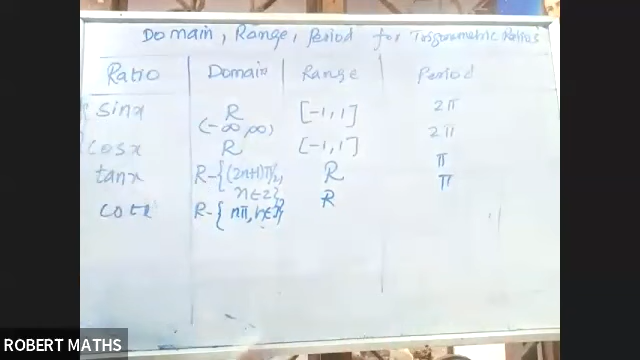 Domain, Range, Period for Trigonometric Ratios
Ratio Domain Range Period
sinx R [-1,1] 2π
(-∞,∞)
cosx R [-1,1] 2π
tanx R-{(2n+1)π/2, R π
n∈z}
cotx R-{nπ, n∈z} R π
ROBERT MATHS